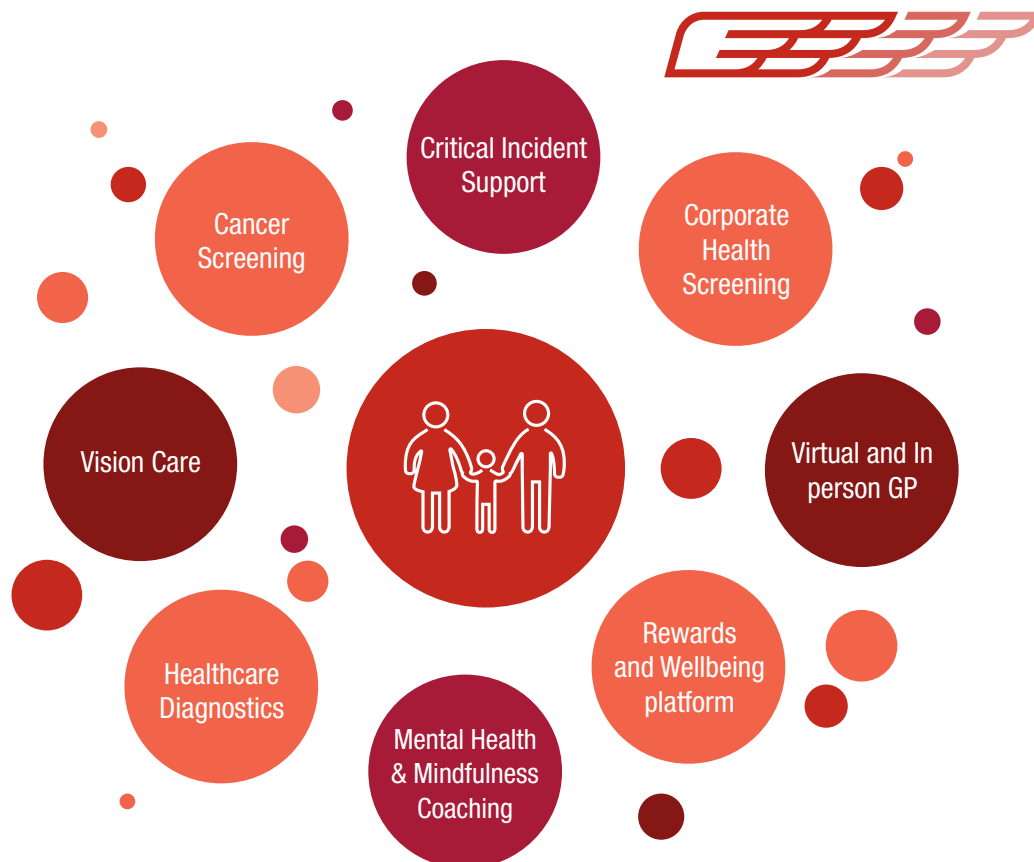 Critical Incident
Support
Cancer
Screening
Corporate
Health
Screening
Vision Care
Virtual and In
person GP
Healthcare
Diagnostics
Rewards
and Wellbeing
platform
Mental Health
& Mindfulness
Coaching